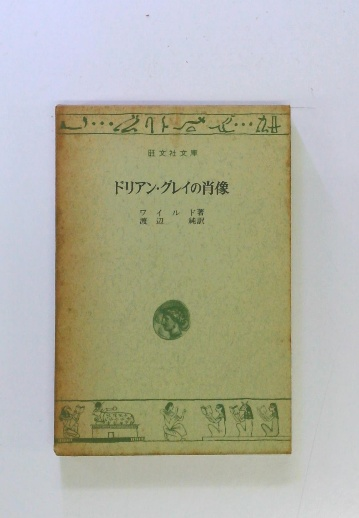 旺文社文庫
ドリアン・グレイの肖像
ワイルド著
渡辺純訳